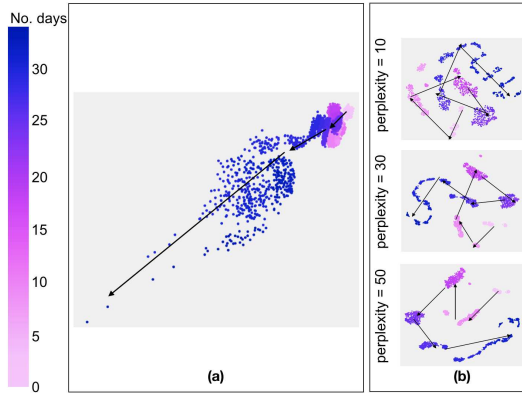 No. days
30
25
20
15
10
5
0
(a)
perplexity = 10
perplexity = 30
perplexity = 50
(b)